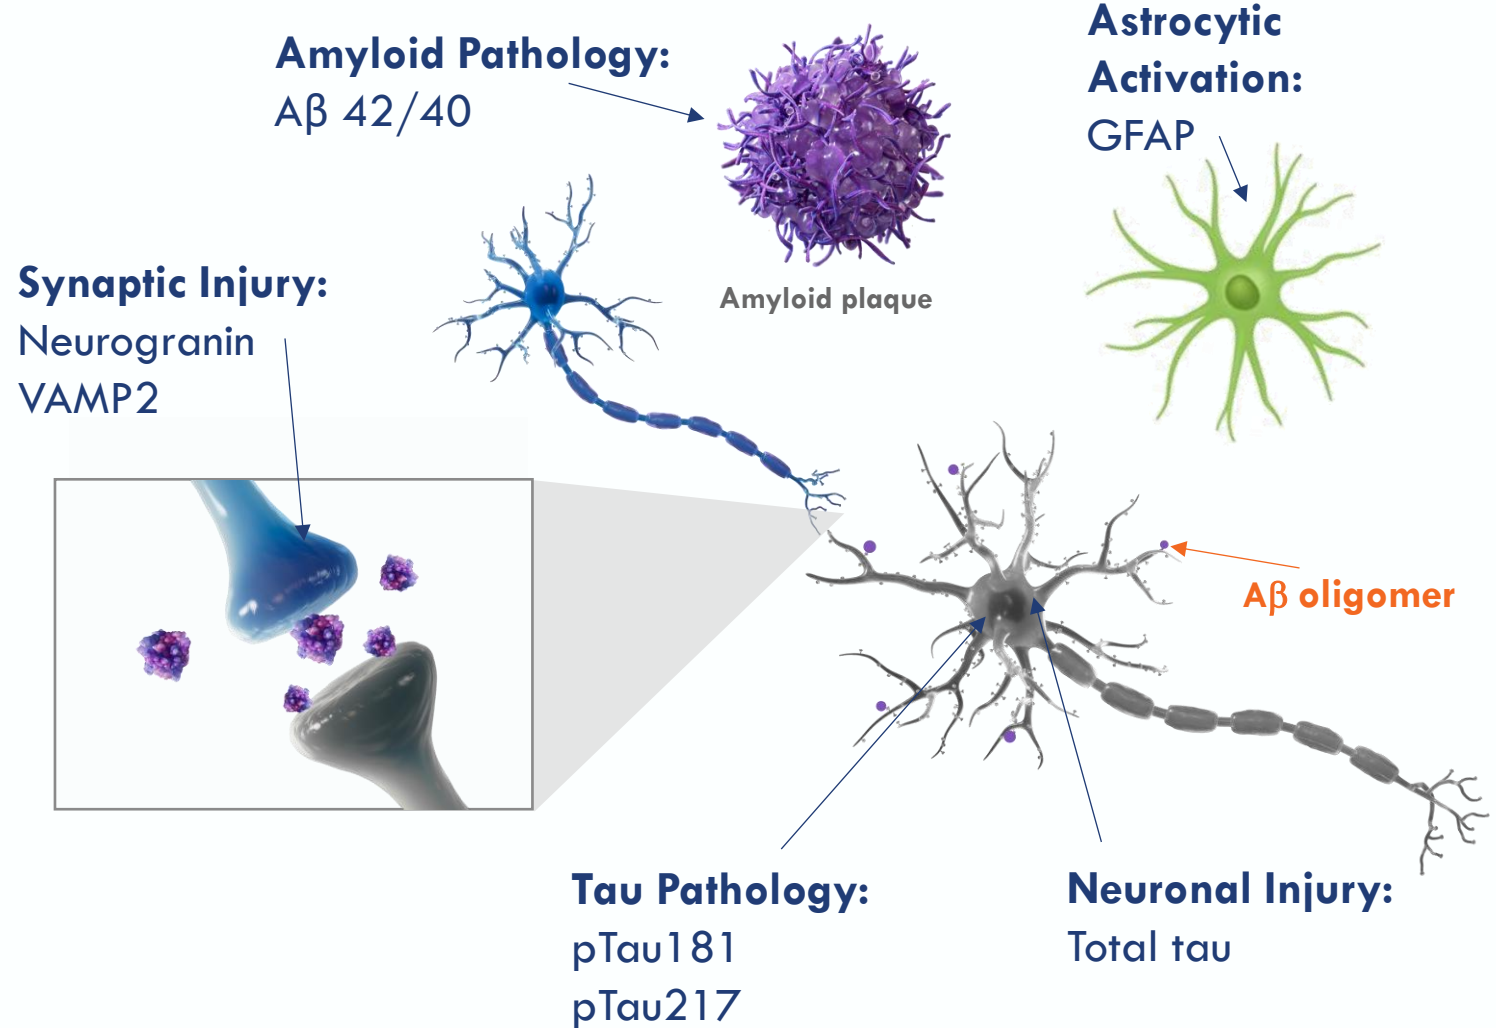 Amyloid Pathology:
Aβ 42/40
Astrocytic
Activation:
GFAP
Synaptic Injury:
Neurogranin
VAMP2
Amyloid plaque
Aβ oligomer
Tau Pathology:
pTau181
pTau217
Neuronal Injury:
Total tau